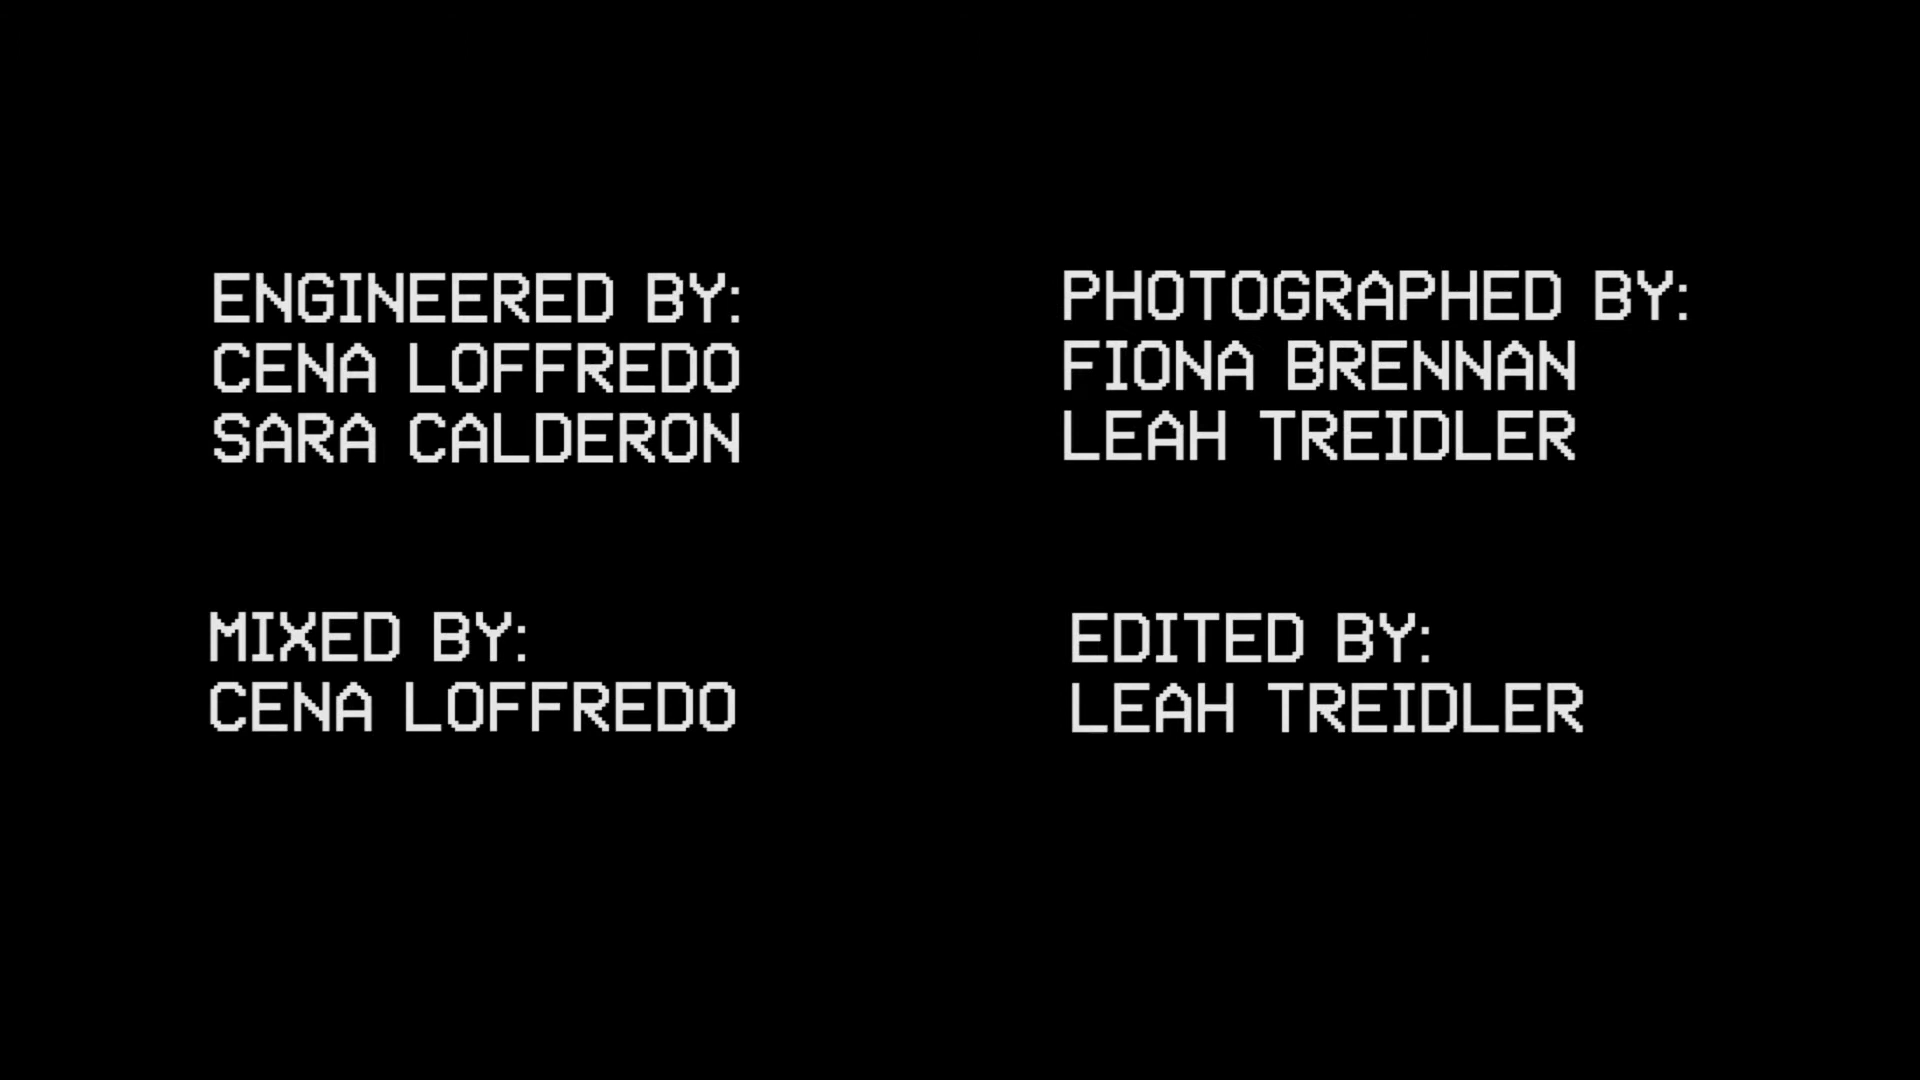 ENGINEERED BY:
CENA LOFFREDO
SARA CALDERON
PHOTOGRAPHED BY:
FIONA BRENNAN
LEAH TREIDLER
MIXED BY:
CENA LOFFREDO
EDITED BY:
LEAH TREIDLER